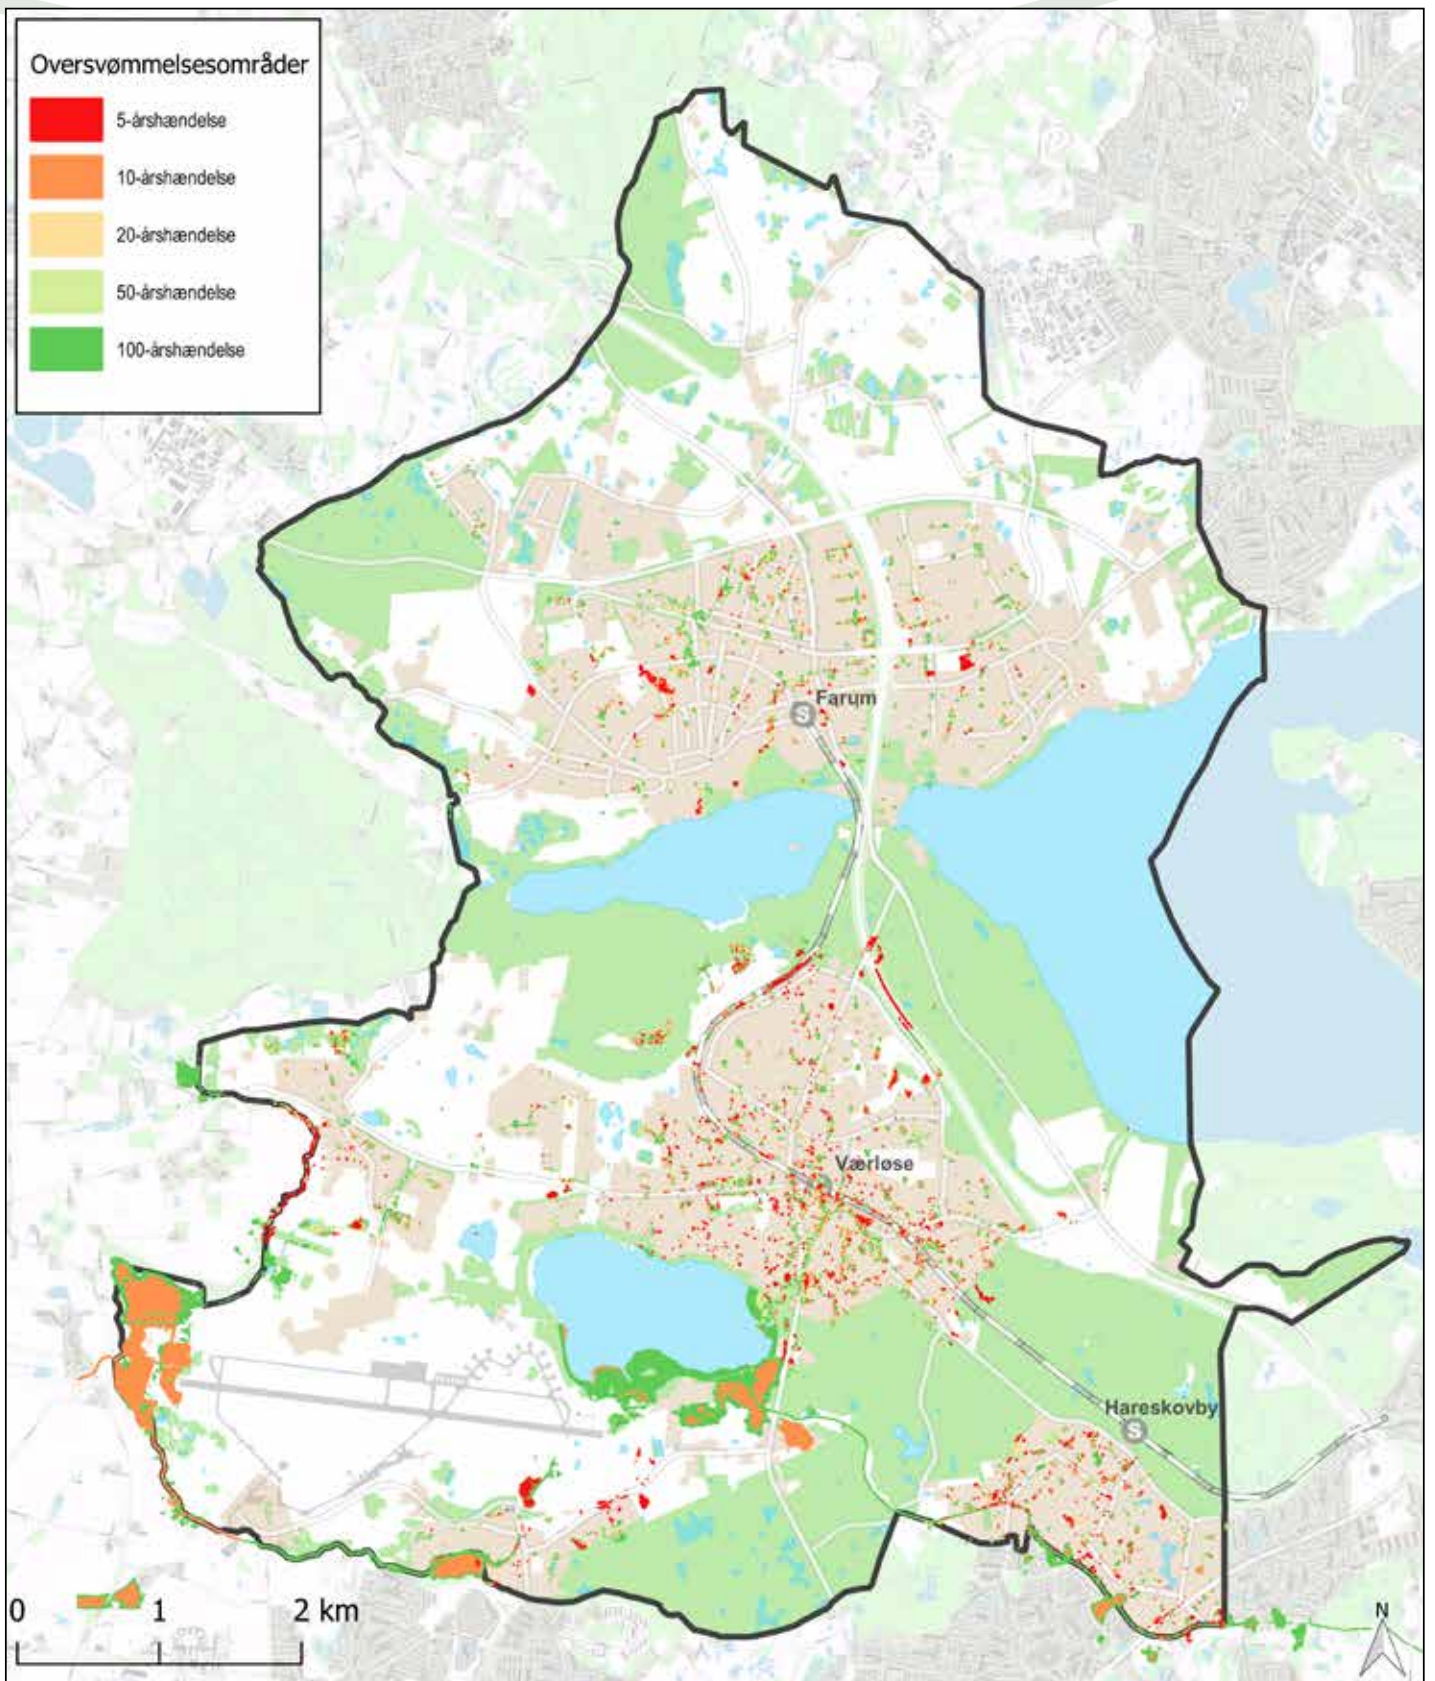 Oversvømmelsesområder
5-årshændelse
10-årshændelse
20-årshændelse
50-årshændelse
100-årshændelse
S Farum
Værløse
Hareskovby
S
0 1 2 km
N